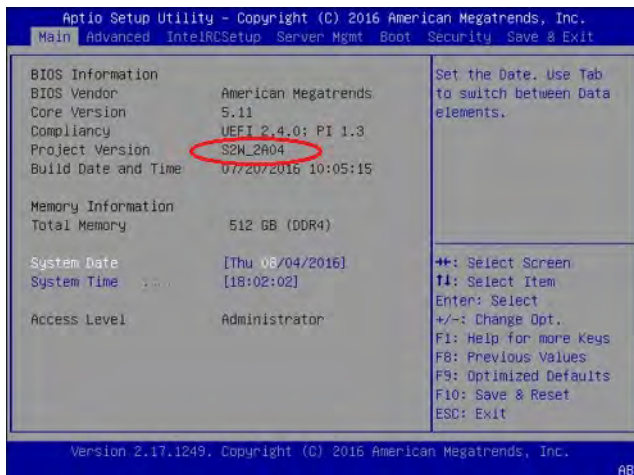 Aptio Setup Utility - Copyright (C) 2016 American Megatrends, Inc.
Main Advanced IntelRCSetup Server Mgmt Boot Security Save & Exit
BIOS Information
BIOS Vendor American Megatrends
Core Version 5.11
Compliancy UEFI 2.4.0; PI 1.3
Project Version S2W_2A04
Build Date and Time 07/20/2016 10:05:15
Memory Information
Total Memory 512 GB (DDR4)
System Date [Thu 08/04/2016]
System Time [18:02:02]
Access Level Administrator
Set the Date. Use Tab
to switch between Data
elements.
→←: Select Screen
↑↓: Select Item
Enter: Select
+/-: Change Opt.
F1: Help for more Keys
F8: Previous Values
F9: Optimized Defaults
F10: Save & Reset
ESC: Exit
Version 2.17.1249. Copyright (C) 2016 American Megatrends, Inc.
AB